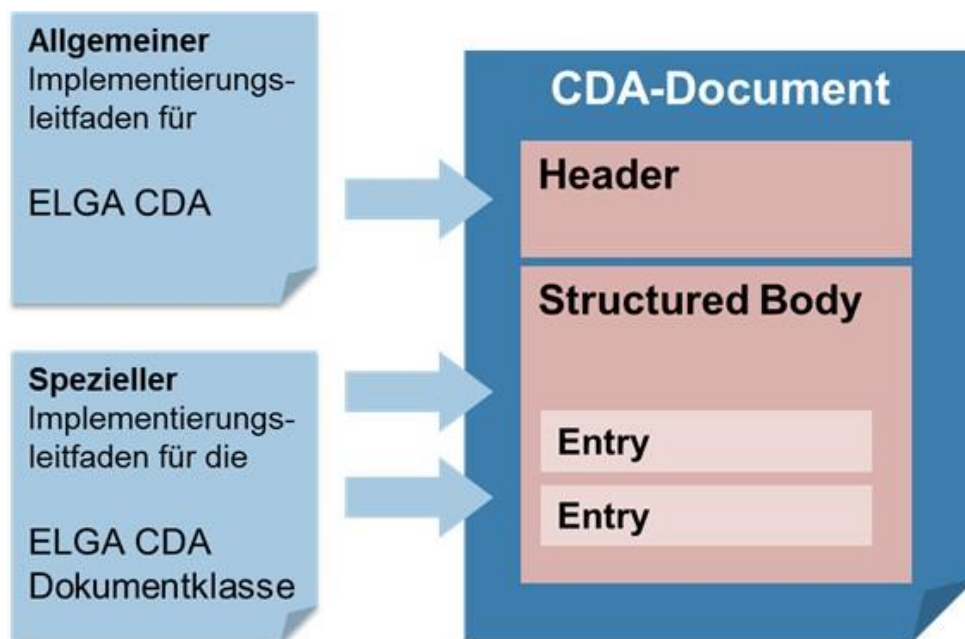 Allgemeiner
Implementierungs-
leitfaden für
ELGA CDA
Spezieller
Implementierungs-
leitfaden für die
ELGA CDA
Dokumentklasse
CDA-Document
Header
Structured Body
Entry
Entry